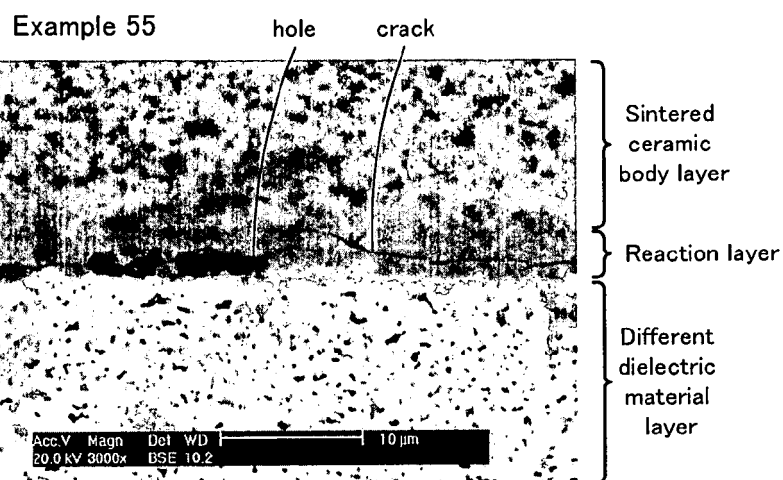 Example 55
hole
crack
Sintered
ceramic
body layer
Reaction layer
Different
dielectric
material
layer
Acc.V Magn Det WD 10 µm
20.0 kV 3000x BSE 10.2